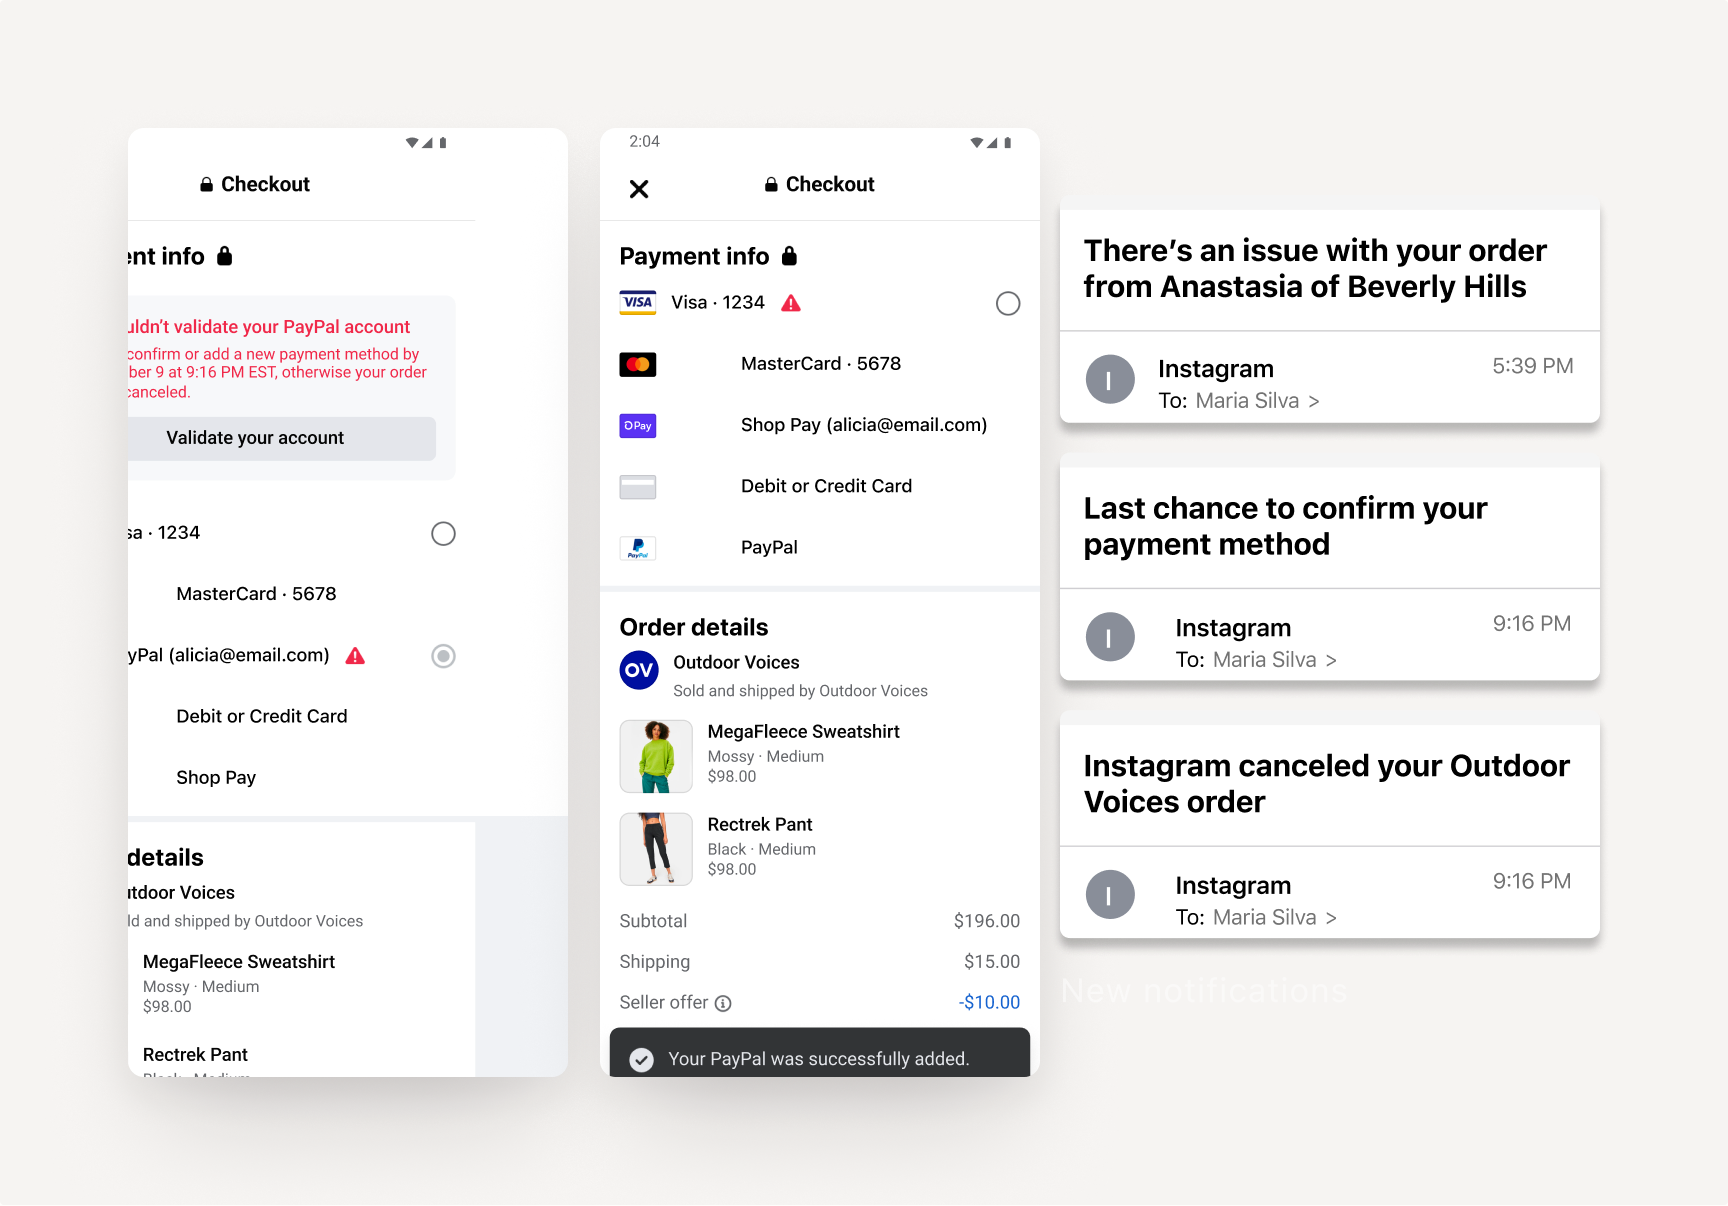 Checkout
ent info
uldn't validate your PayPal account
confirm or add a new payment method by
ber 9 at 9:16 PM EST, otherwise your order
canceled.
Validate your account
sa · 1234
MasterCard · 5678
yPal (alicia@email.com)
Debit or Credit Card
Shop Pay
details
utdoor Voices
ld and shipped by Outdoor Voices
MegaFleece Sweatshirt
Mossy · Medium
$98.00
Rectrek Pant
Black · Medium
2:04
Checkout
Payment info
VISA Visa · 1234
MasterCard · 5678
Pay Shop Pay (alicia@email.com)
Debit or Credit Card
PayPal PayPal
Order details
OV Outdoor Voices
Sold and shipped by Outdoor Voices
MegaFleece Sweatshirt
Mossy · Medium
$98.00
Rectrek Pant
Black · Medium
$98.00
Subtotal $196.00
Shipping $15.00
Seller offer -$10.00
Your PayPal was successfully added.
There's an issue with your order
from Anastasia of Beverly Hills
I Instagram 5:39 PM
To: Maria Silva >
Last chance to confirm your
payment method
I Instagram 9:16 PM
To: Maria Silva >
Instagram canceled your Outdoor
Voices order
I Instagram 9:16 PM
To: Maria Silva >
New notifications